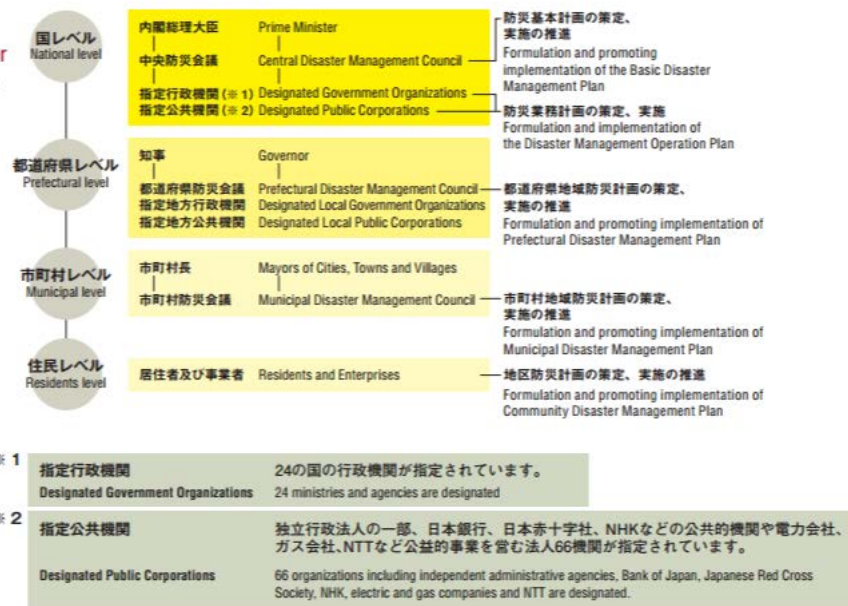 r
国レベル
National level
内閣総理大臣 Prime Minister
中央防災会議 Central Disaster Management Council
指定行政機関(※1) Designated Government Organizations
指定公共機関(※2) Designated Public Corporations
防災基本計画の策定、
実施の推進
Formulation and promoting
implementation of the Basic Disaster
Management Plan
防災業務計画の策定、実施
Formulation and implementation of
the Disaster Management Operation Plan
都道府県レベル
Prefectural level
知事 Governor
都道府県防災会議 Prefectural Disaster Management Council
指定地方行政機関 Designated Local Government Organizations
指定地方公共機関 Designated Local Public Corporations
都道府県地域防災計画の策定、
実施の推進
Formulation and promoting implementation of
Prefectural Disaster Management Plan
市町村レベル
Municipal level
市町村長 Mayors of Cities, Towns and Villages
市町村防災会議 Municipal Disaster Management Council
市町村地域防災計画の策定、
実施の推進
Formulation and promoting implementation of
Municipal Disaster Management Plan
住民レベル
Residents level
居住者及び事業者 Residents and Enterprises
地区防災計画の策定、実施の推進
Formulation and promoting implementation of
Community Disaster Management Plan
※1
指定行政機関 24の国の行政機関が指定されています。
Designated Government Organizations 24 ministries and agencies are designated
※2
指定公共機関 独立行政法人の一部、日本銀行、日本赤十字社、NHKなどの公共的機関や電力会社、
ガス会社、NTTなど公益的事業を営む法人66機関が指定されています。
Designated Public Corporations 66 organizations including independent administrative agencies, Bank of Japan, Japanese Red Cross
Society, NHK, electric and gas companies and NTT are designated.